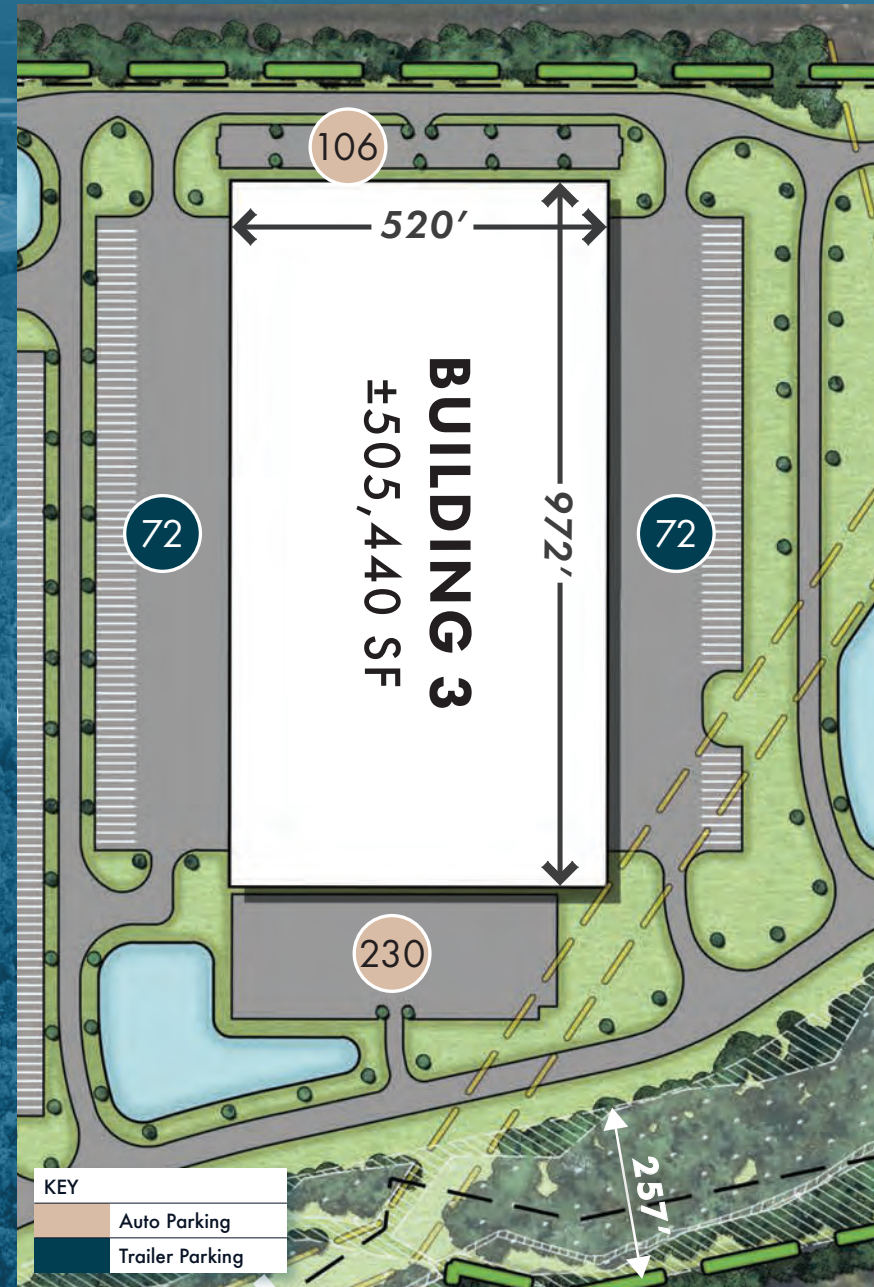 106
520′
BUILDING 3
±505,440 SF
972′
72
72
230
257′
KEY
Auto Parking
Trailer Parking